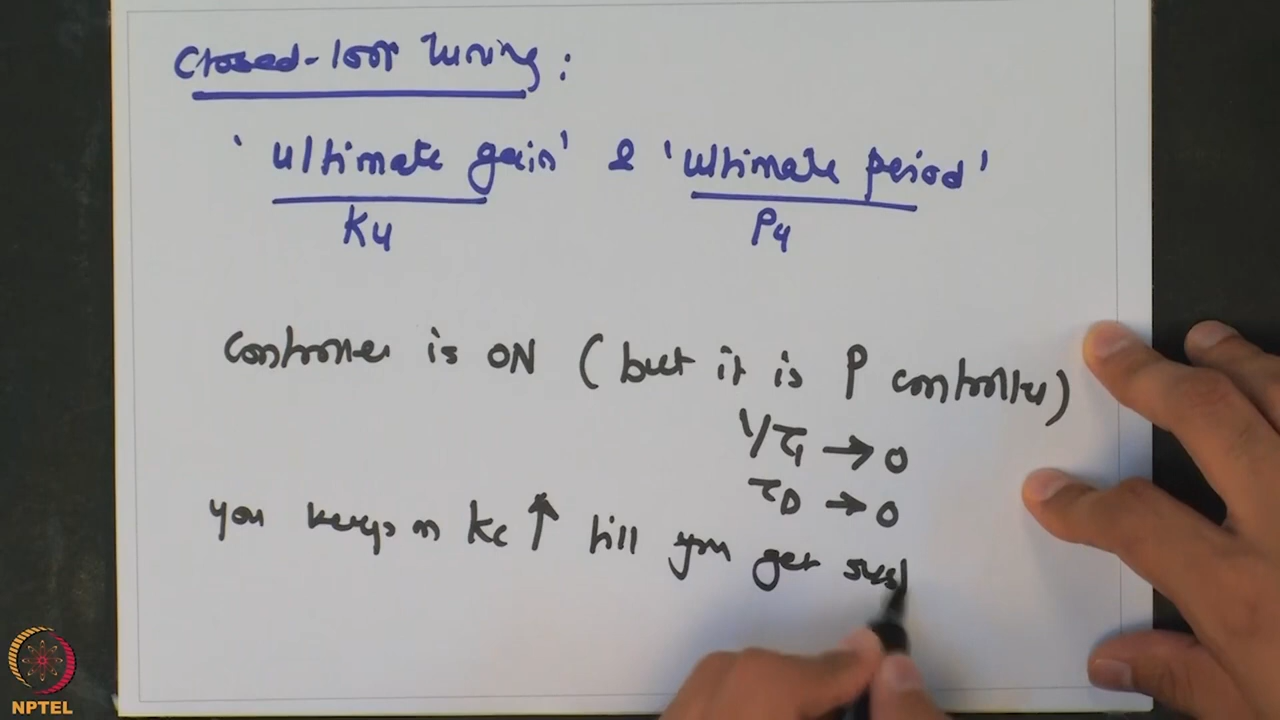 Closed-loop Tuning :
'ultimate gain' & 'ultimate period'
Ku Pu
Controller is ON (but it is P controller)
1/τI → 0
τD → 0
you keep on Kc ↑ till you get sust
NPTEL